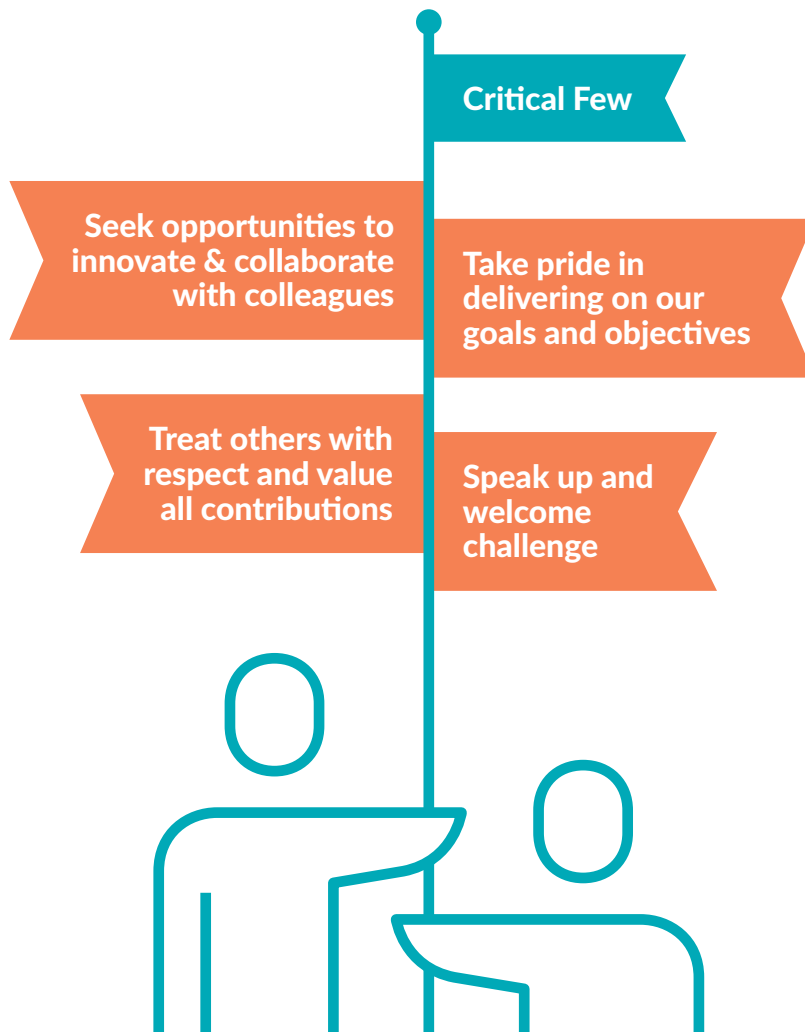 Critical Few
Seek opportunities to
innovate & collaborate
with colleagues
Take pride in
delivering on our
goals and objectives
Treat others with
respect and value
all contributions
Speak up and
welcome
challenge